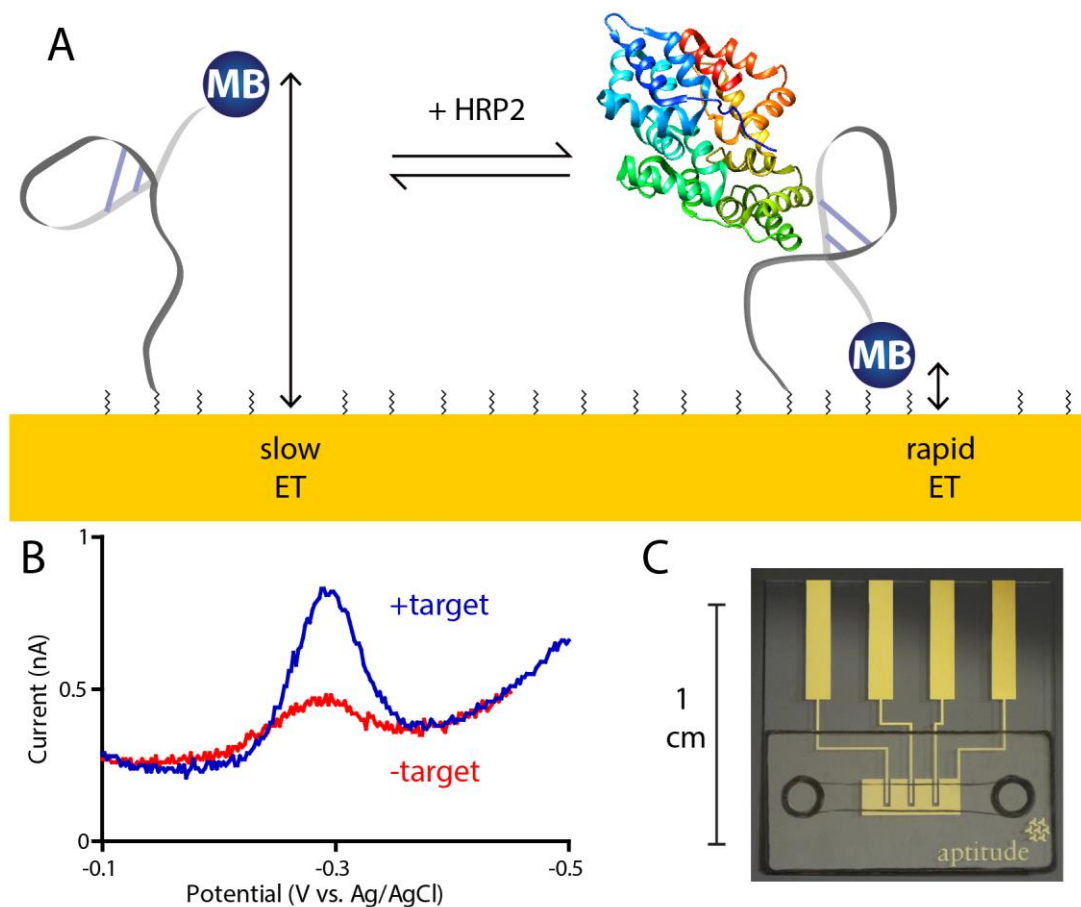 A
MB
+ HRP2
MB
slow
ET
rapid
ET
B
1
0.5
0
Current (nA)
+target
-target
-0.1
-0.3
-0.5
Potential (V vs. Ag/AgCl)
C
1
cm
aptitude